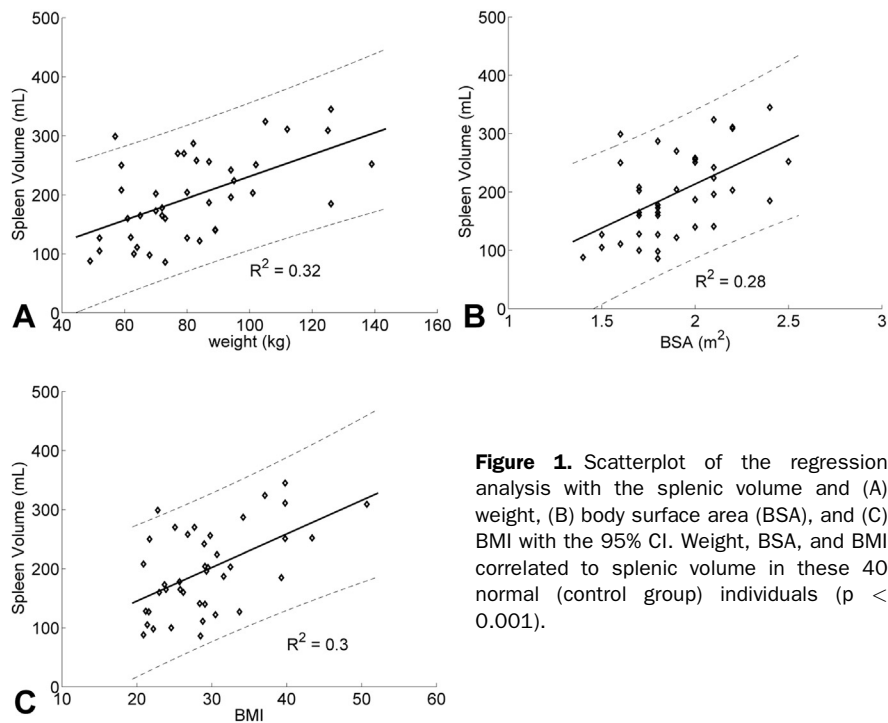 500
400
300
200
100
0
Spleen Volume (mL)
R² = 0.32
40 60 80 100 120 140 160
weight (kg)
A
500
400
300
200
100
0
Spleen Volume (mL)
R² = 0.28
1 1.5 2 2.5 3
BSA (m²)
B
500
400
300
200
100
0
Spleen Volume (mL)
R² = 0.3
10 20 30 40 50 60
BMI
C
Figure 1. Scatterplot of the regression
analysis with the splenic volume and (A)
weight, (B) body surface area (BSA), and (C)
BMI with the 95% CI. Weight, BSA, and BMI
correlated to splenic volume in these 40
normal (control group) individuals (p <
0.001).